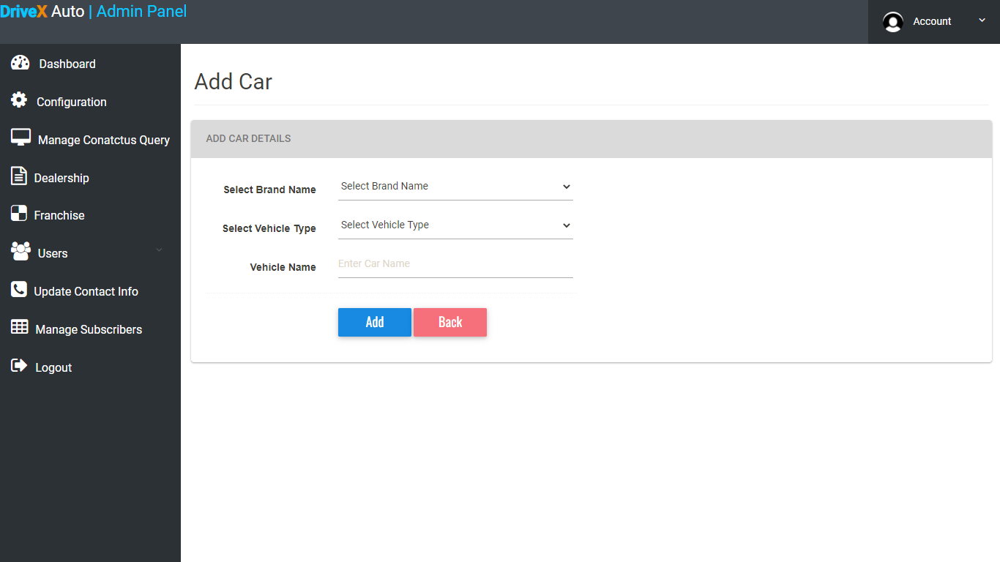 DriveX Auto | Admin Panel
Account
Dashboard
Configuration
Manage Conatctus Query
Dealership
Franchise
Users
Update Contact Info
Manage Subscribers
Logout
Add Car
ADD CAR DETAILS
Select Brand Name Select Brand Name
Select Vehicle Type Select Vehicle Type
Vehicle Name Enter Car Name
Add Back